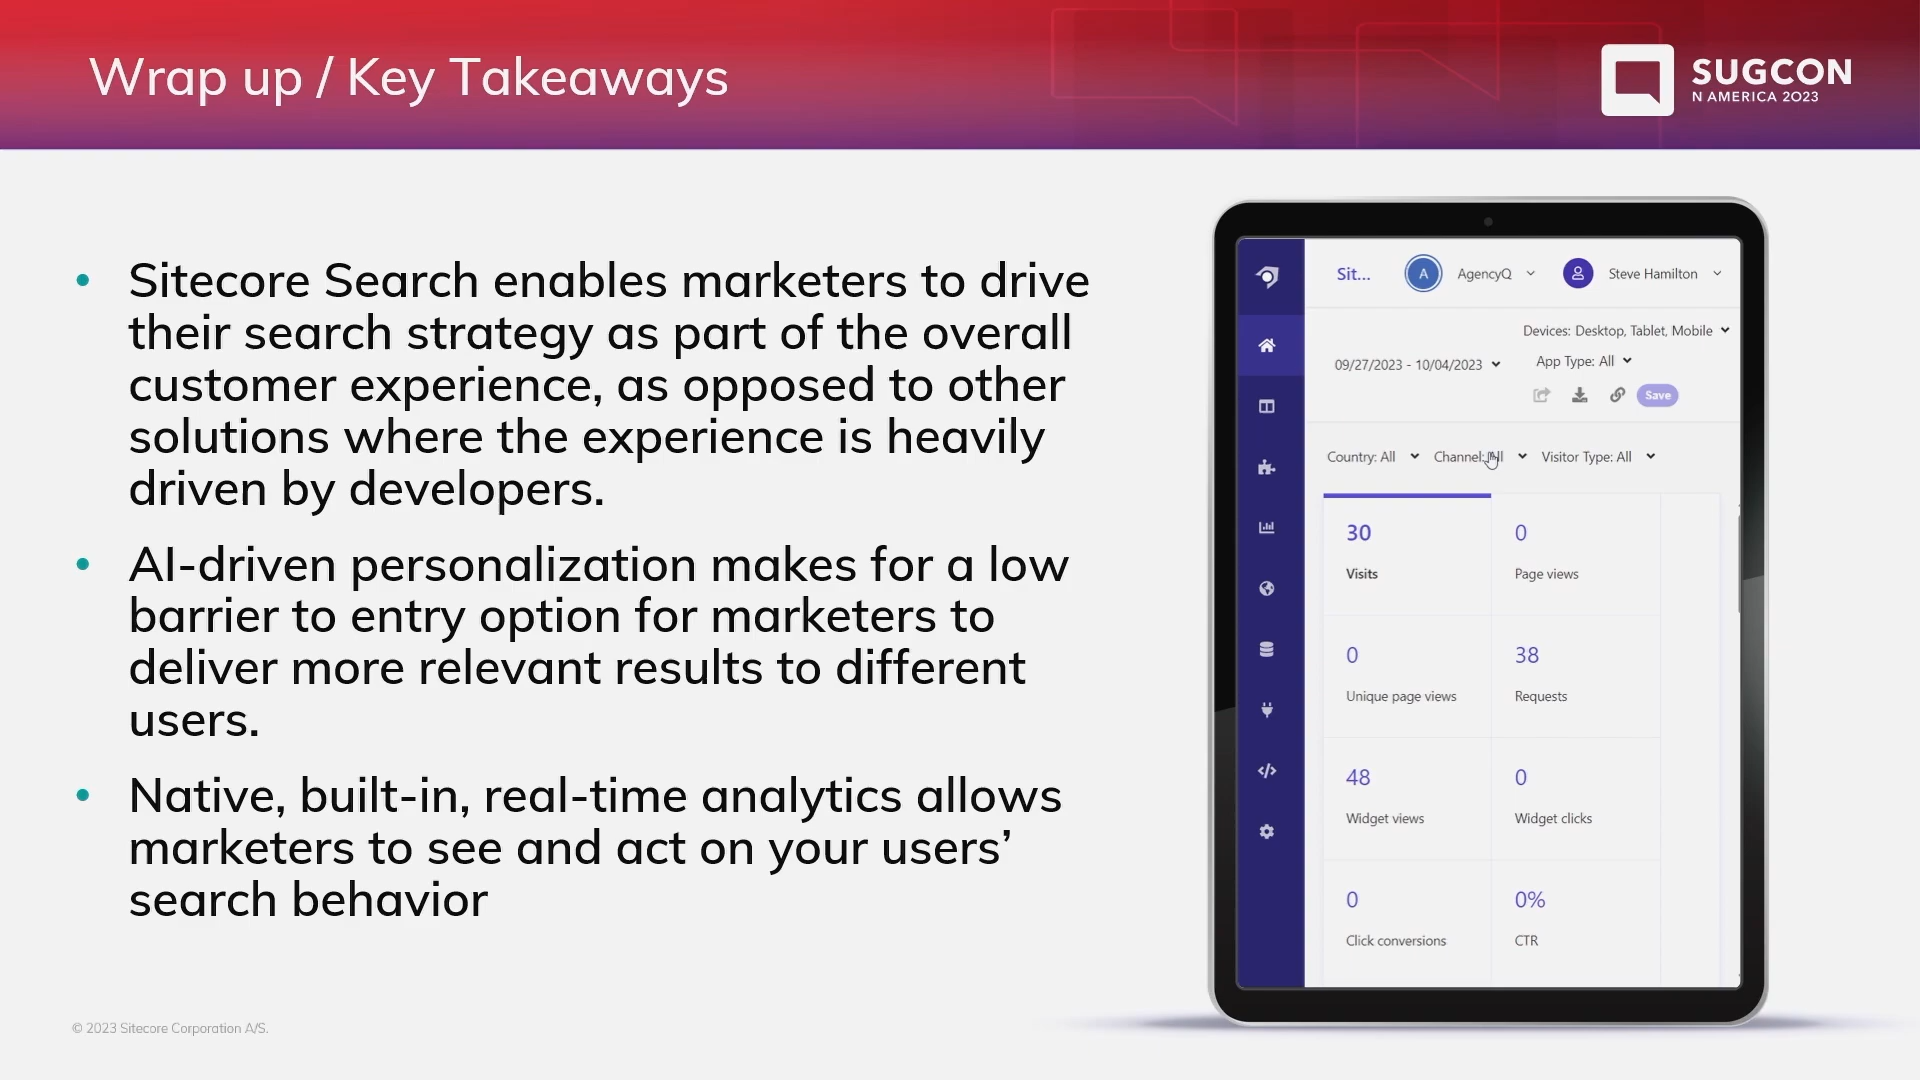 Wrap up / Key Takeaways
SUGCON
N AMERICA 2023
• Sitecore Search enables marketers to drive
their search strategy as part of the overall
customer experience, as opposed to other
solutions where the experience is heavily
driven by developers.
• AI-driven personalization makes for a low
barrier to entry option for marketers to
deliver more relevant results to different
users.
• Native, built-in, real-time analytics allows
marketers to see and act on your users’
search behavior
Sit... A AgencyQ Steve Hamilton
Devices: Desktop, Tablet, Mobile
09/27/2023 - 10/04/2023
App Type: All
Save
Country: All Channel: All Visitor Type: All
30 0
Visits Page views
0 38
Unique page views Requests
48 0
Widget views Widget clicks
0 0%
Click conversions CTR
© 2023 Sitecore Corporation A/S.